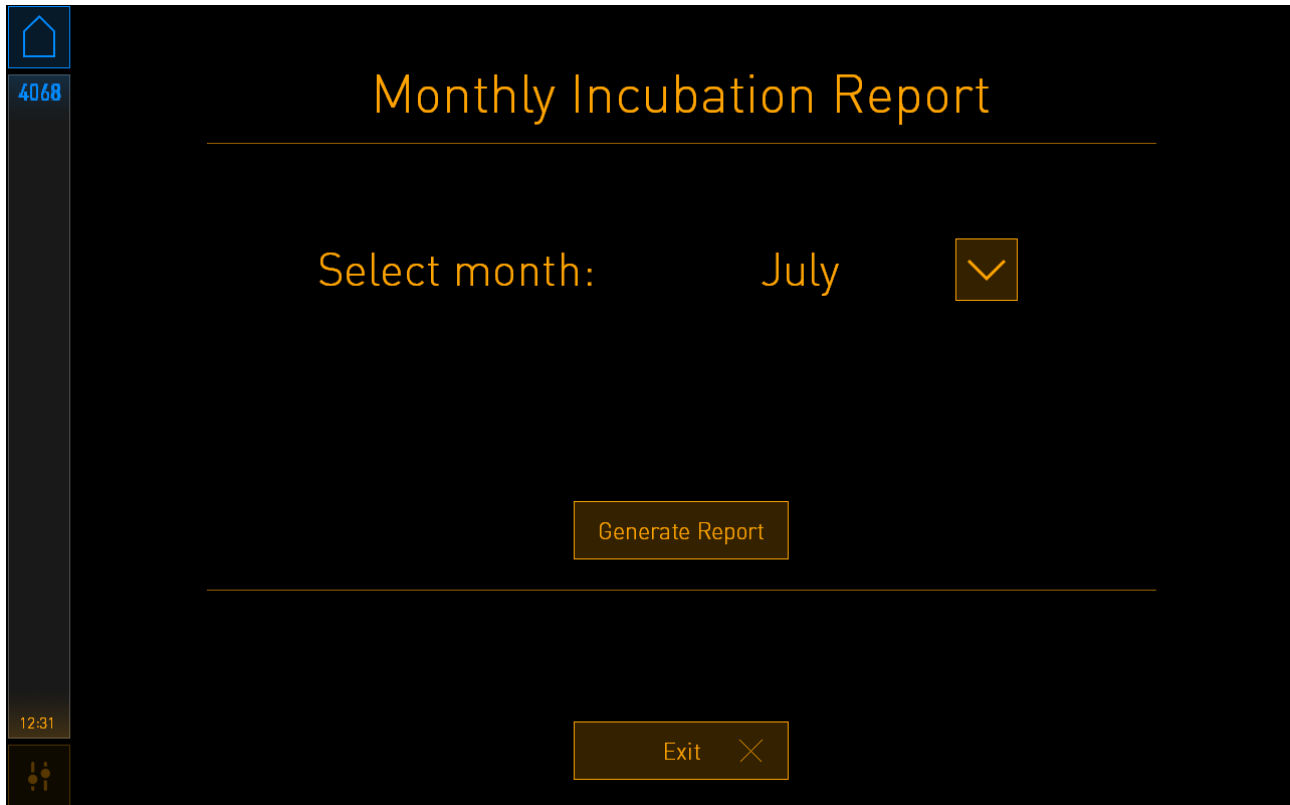 4068
Monthly Incubation Report
Select month: July
Generate Report
12:31
Exit